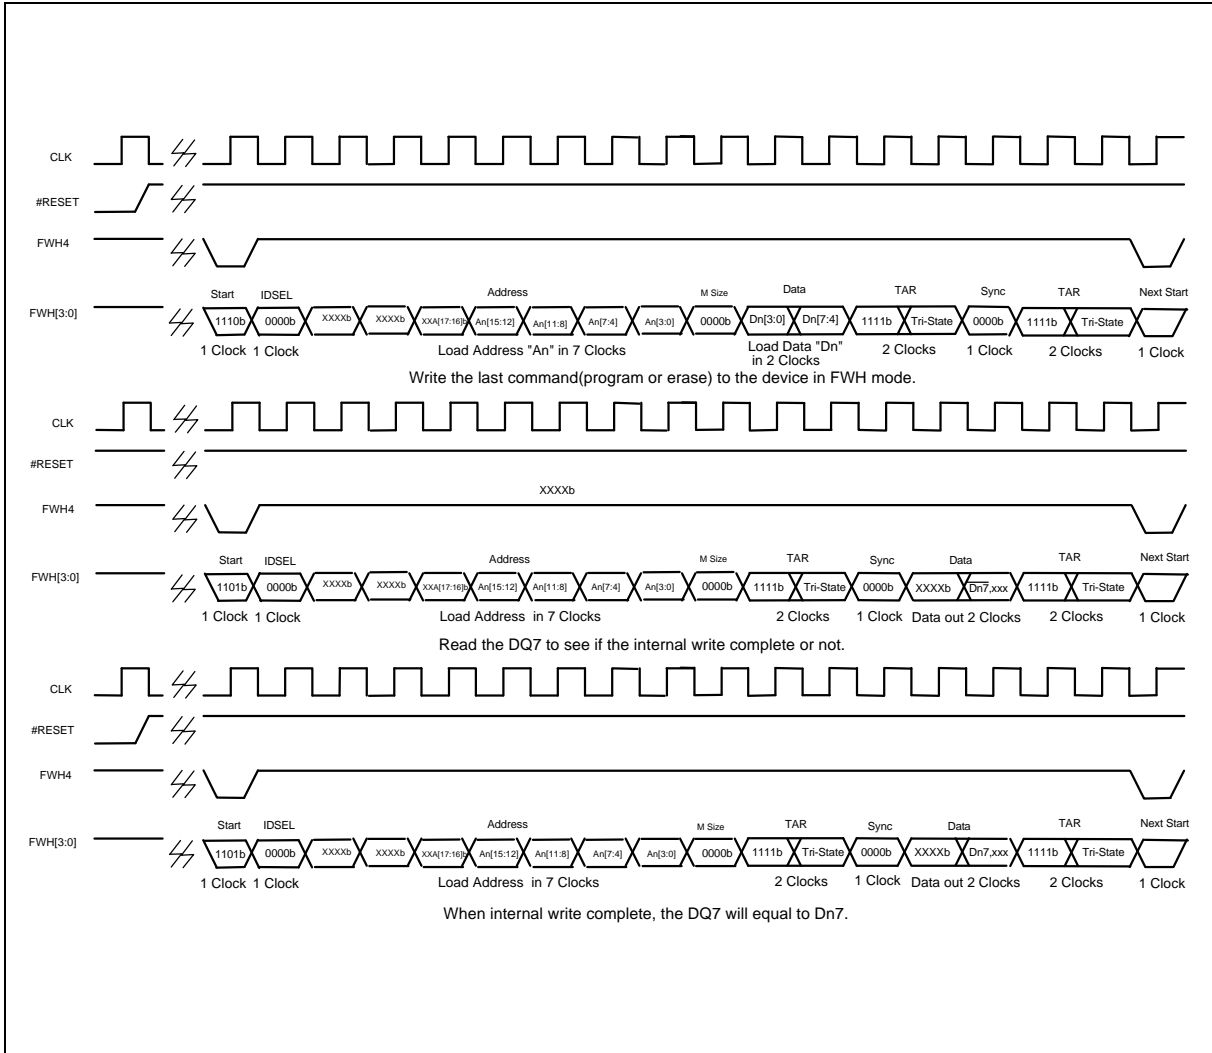 CLK
#RESET
FWH4
Start IDSEL Address M Size Data TAR Sync TAR Next Start
FWH[3:0] 1110b 0000b XXXXb XXXXb XXA[17:16]b An[15:12] An[11:8] An[7:4] An[3:0] 0000b Dn[3:0] Dn[7:4] 1111b Tri-State 0000b 1111b Tri-State
1 Clock 1 Clock Load Address "An" in 7 Clocks Load Data "Dn" 2 Clocks 1 Clock 2 Clocks 1 Clock
in 2 Clocks
Write the last command(program or erase) to the device in FWH mode.
CLK
#RESET
XXXXb
FWH4
Start IDSEL Address M Size TAR Sync Data TAR Next Start
FWH[3:0] 1101b 0000b XXXXb XXXXb XXA[17:16]b An[15:12] An[11:8] An[7:4] An[3:0] 0000b 1111b Tri-State 0000b XXXXb Dn7,xxx 1111b Tri-State
1 Clock 1 Clock Load Address in 7 Clocks 2 Clocks 1 Clock Data out 2 Clocks 2 Clocks 1 Clock
Read the DQ7 to see if the internal write complete or not.
CLK
#RESET
FWH4
Start IDSEL Address M Size TAR Sync Data TAR Next Start
FWH[3:0] 1101b 0000b XXXXb XXXXb XXA[17:16]b An[15:12] An[11:8] An[7:4] An[3:0] 0000b 1111b Tri-State 0000b XXXXb Dn7,xxx 1111b Tri-State
1 Clock 1 Clock Load Address in 7 Clocks 2 Clocks 1 Clock Data out 2 Clocks 2 Clocks 1 Clock
When internal write complete, the DQ7 will equal to Dn7.